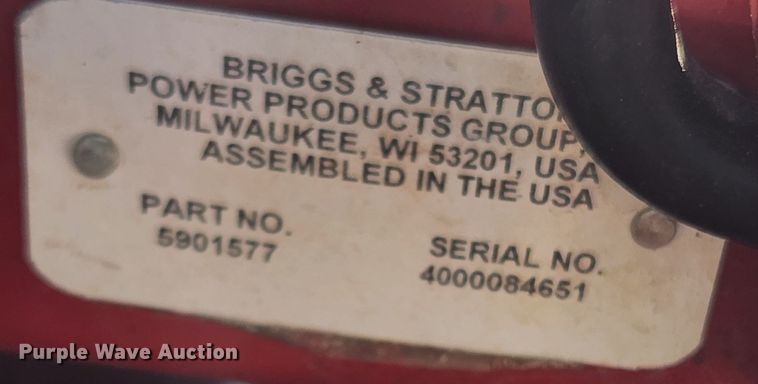 BRIGGS & STRATTO
POWER PRODUCTS GROUP,
MILWAUKEE, WI 53201, USA
ASSEMBLED IN THE USA
PART NO.
5901577
SERIAL NO.
4000084651
Purple Wave Auction